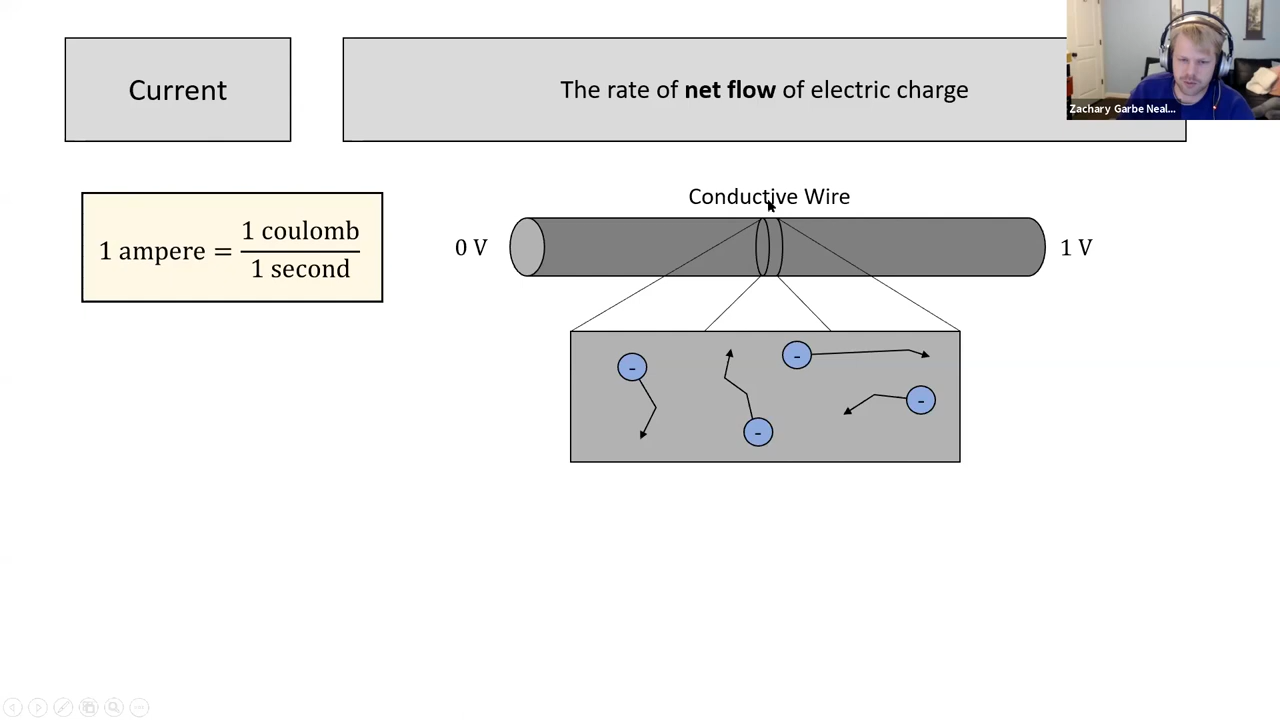 Current
The rate of net flow of electric charge
Zachary Garbe Neal...
1 ampere = 1 coulomb / 1 second
Conductive Wire
0 V
1 V
-
-
-
-